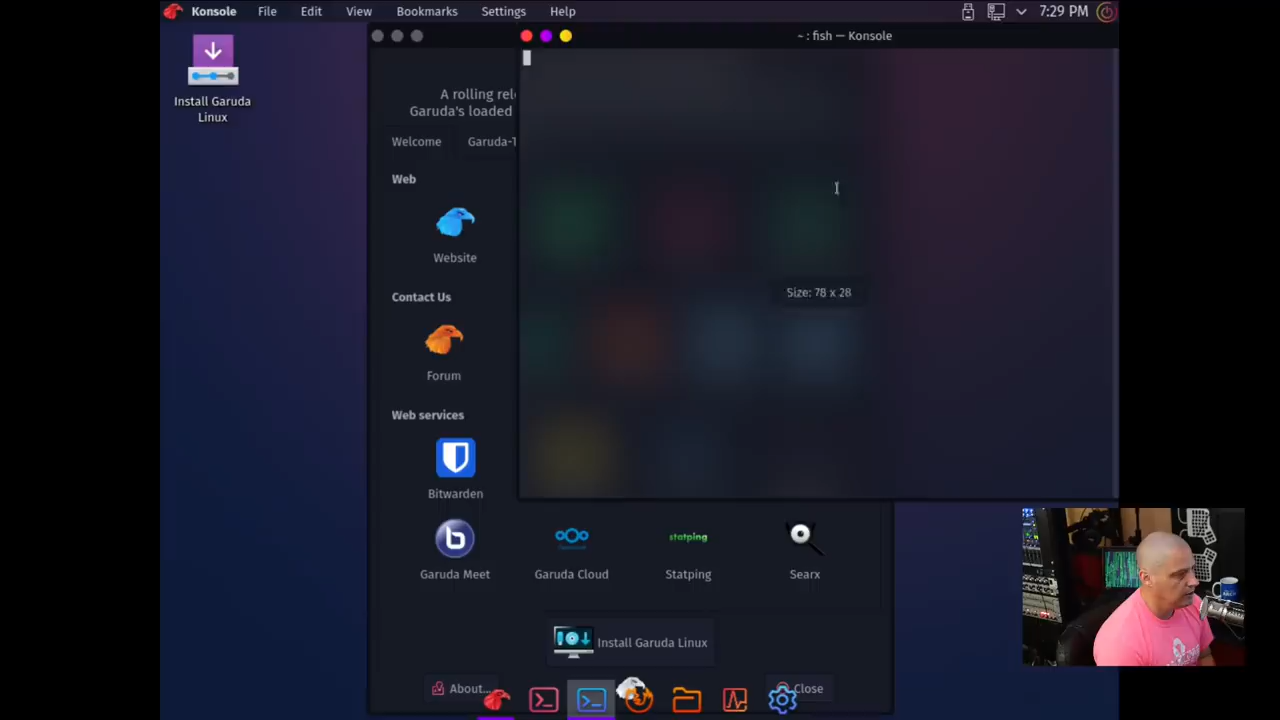 Konsole File Edit View Bookmarks Settings Help 7:29 PM
~ : fish — Konsole
Install Garuda
Linux
A rolling rel
Garuda's loaded
Welcome Garuda-T
Web
Website
Contact Us
Forum
Size: 78 x 28
Web services
Bitwarden
statping
Garuda Meet Garuda Cloud Statping Searx
Install Garuda Linux
About... Close